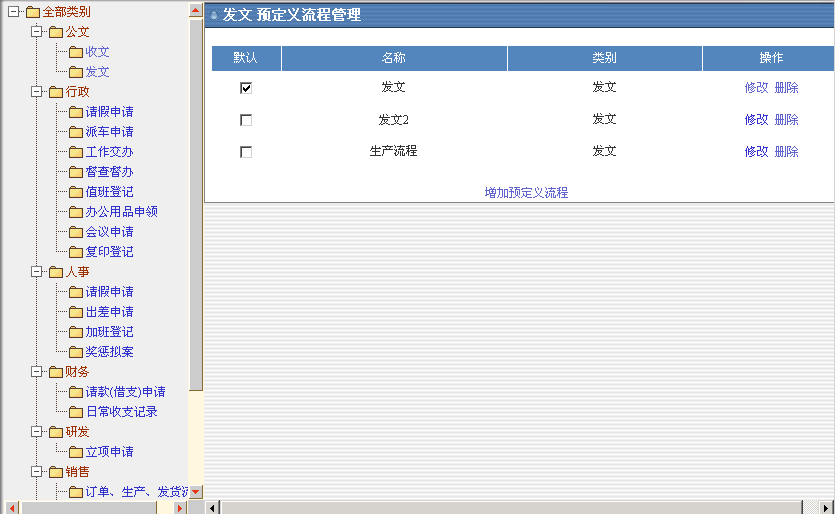 全部类别
公文
收文
发文
行政
请假申请
派车申请
工作交办
督查督办
值班登记
办公用品申领
会议申请
复印登记
人事
请假申请
出差申请
加班登记
奖惩拟案
财务
请款(借支)申请
日常收支记录
研发
立项申请
销售
订单、生产、发货流
发文 预定义流程管理
默认 名称 类别 操作
发文 发文 修改 删除
发文2 发文 修改 删除
生产流程 发文 修改 删除
增加预定义流程